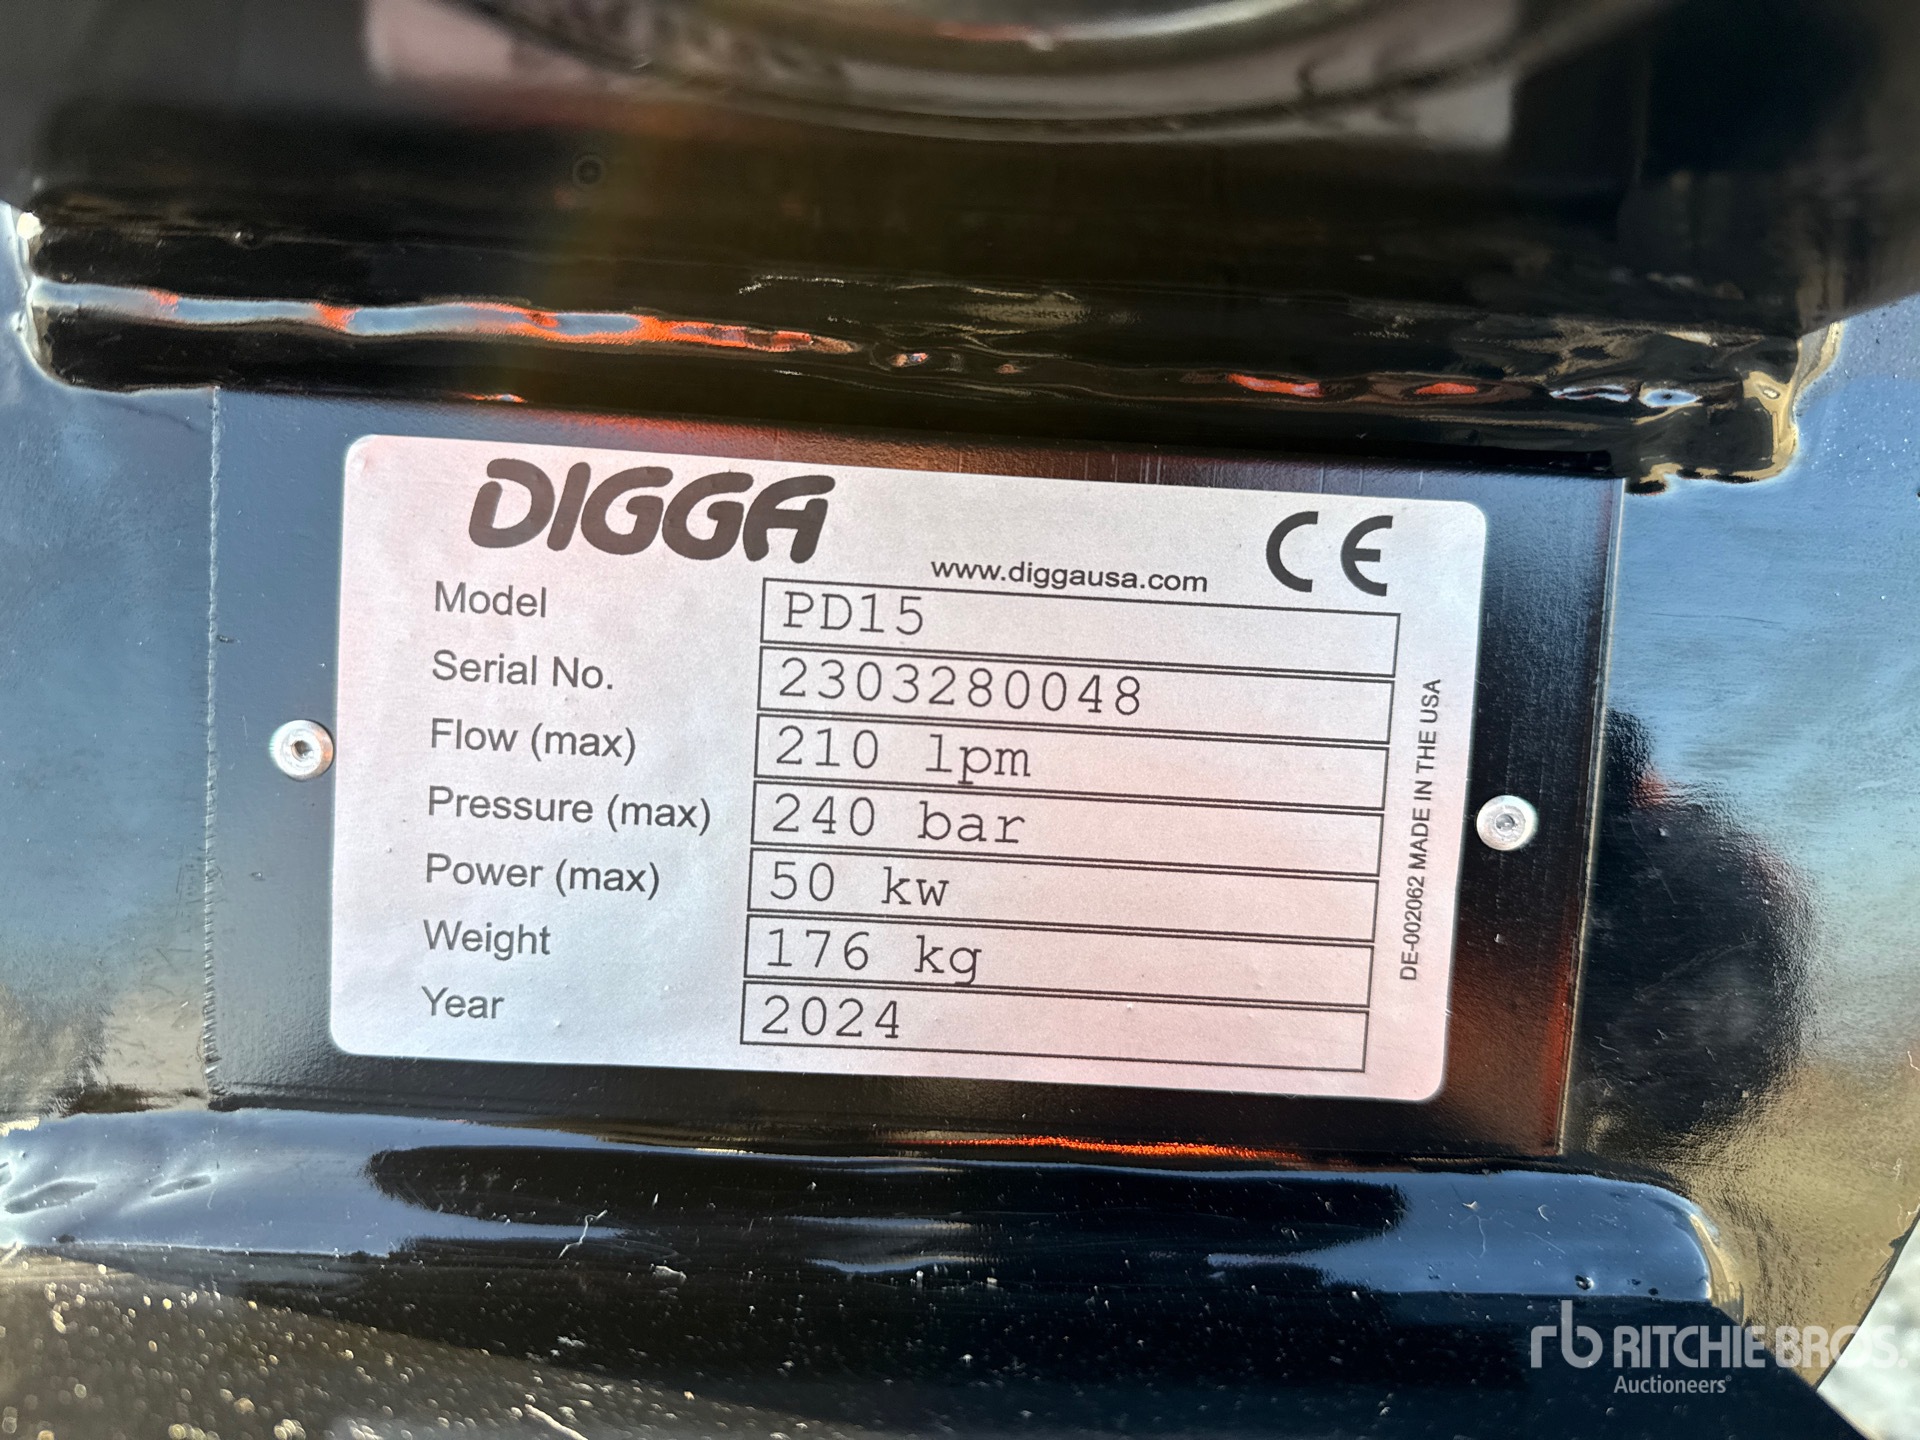 DIGGA
www.diggausa.com
CE
Model PD15
Serial No. 2303280048
Flow (max) 210 lpm
Pressure (max) 240 bar
Power (max) 50 kw
Weight 176 kg
Year 2024
DE-002062 MADE IN THE USA
rb RITCHIE BROS.
Auctioneers